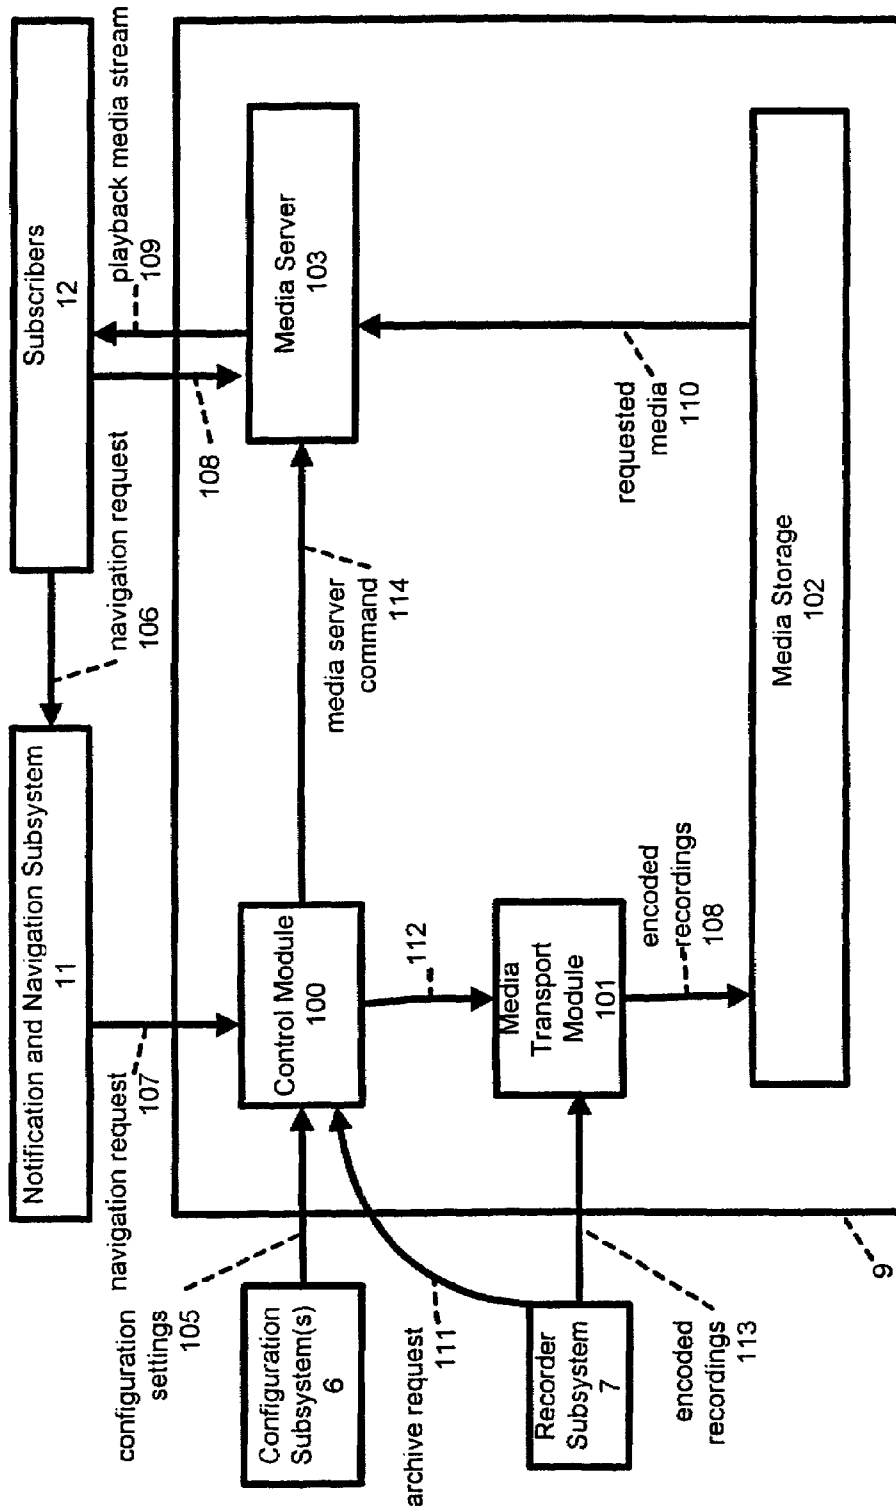 Notification and Navigation Subsystem
11
Subscribers
12
navigation request
106
navigation request
107
108
playback media stream
109
configuration
settings
105
Configuration
Subsystem(s)
6
Control Module
100
media server
command
114
Media Server
103
archive request
111
112
Recorder
Subsystem
7
encoded
recordings
113
Media
Transport
Module
101
encoded
recordings
108
requested
media
110
Media Storage
102
9